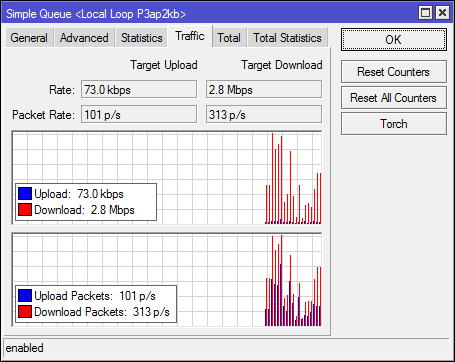 Simple Queue <Local Loop P3ap2kb>
General Advanced Statistics Traffic Total Total Statistics
OK
Reset Counters
Reset All Counters
Torch
Target Upload Target Download
Rate: 73.0 kbps 2.8 Mbps
Packet Rate: 101 p/s 313 p/s
Upload: 73.0 kbps
Download: 2.8 Mbps
Upload Packets: 101 p/s
Download Packets: 313 p/s
enabled